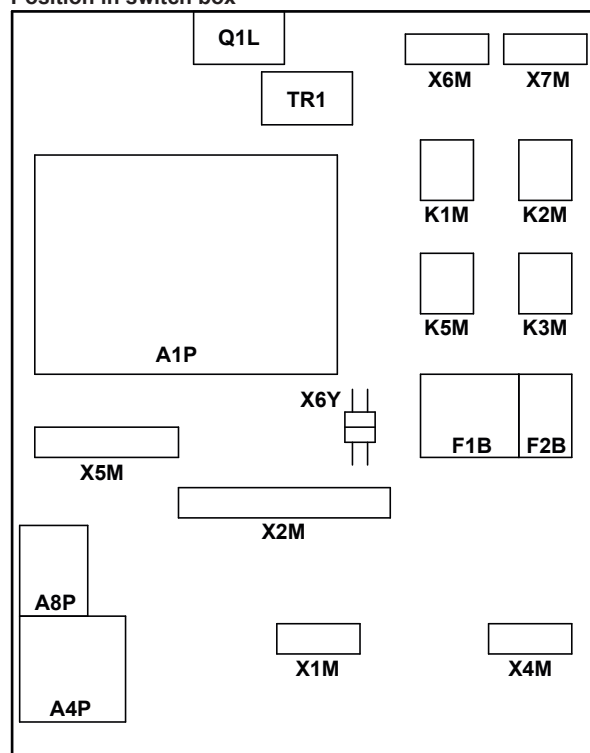 Position in switch box
Q1L
X6M X7M
TR1
K1M K2M
K5M K3M
A1P
X6Y
F1B F2B
X5M
X2M
A8P
X1M X4M
A4P